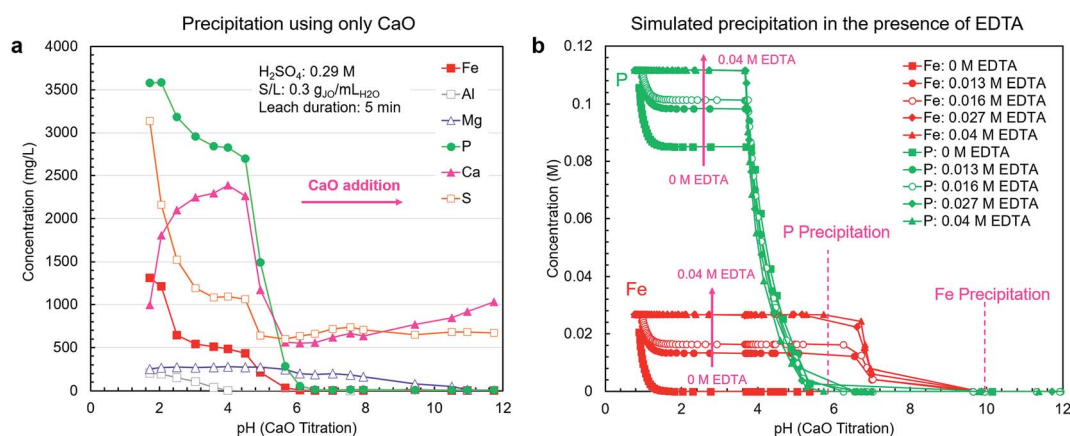 Precipitation using only CaO
a
4000
3500
3000
2500
2000
1500
1000
500
0
Concentration (mg/L)
H₂SO₄: 0.29 M
S/L: 0.3 g_JO/mL_H2O
Leach duration: 5 min
Fe
Al
Mg
P
Ca
S
CaO addition
0 2 4 6 8 10 12
pH (CaO Titration)
Simulated precipitation in the presence of EDTA
b
0.12
0.1
0.08
0.06
0.04
0.02
0
Concentration (M)
P
0.04 M EDTA
0 M EDTA
Fe
0.04 M EDTA
0 M EDTA
P Precipitation
Fe Precipitation
Fe: 0 M EDTA
Fe: 0.013 M EDTA
Fe: 0.016 M EDTA
Fe: 0.027 M EDTA
Fe: 0.04 M EDTA
P: 0 M EDTA
P: 0.013 M EDTA
P: 0.016 M EDTA
P: 0.027 M EDTA
P: 0.04 M EDTA
0 2 4 6 8 10 12
pH (CaO Titration)